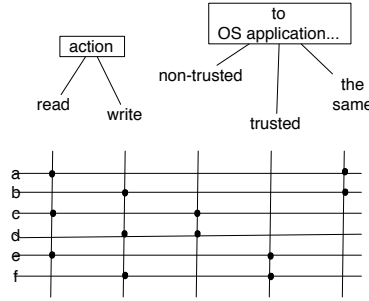 to
OS application...
action
non-trusted
the
same
read
write
trusted
a
b
c
d
e
f